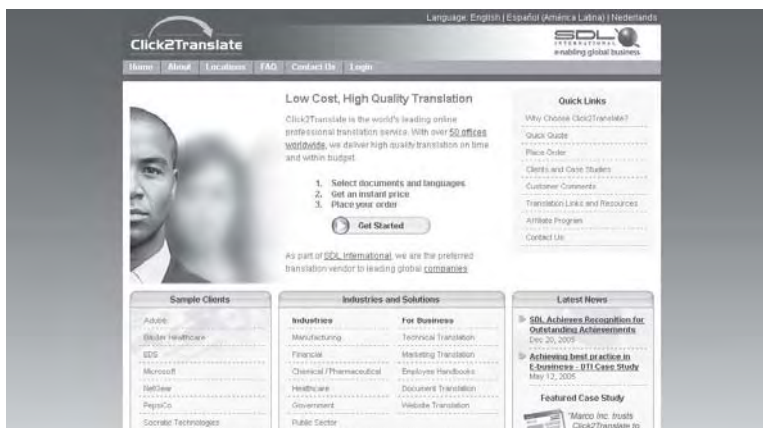 Language: English | Español (América Latina) | Nederlands
Click2Translate
SDL
INTERNATIONAL
enabling global business
Home About Locations FAQ Contact Us Login
Low Cost, High Quality Translation
Click2Translate is the world's leading online
professional translation service. With over 50 offices
worldwide, we deliver high quality translation on time
and within budget.
1. Select documents and languages
2. Get an instant price
3. Place your order
Get Started
As part of SDL International, we are the preferred
translation vendor to leading global companies
Quick Links
Why Choose Click2Translate?
Quick Quote
Place Order
Clients and Case Studies
Customer Comments
Translation Links and Resources
Affiliate Program
Contact Us
Sample Clients
Adobe
Healthcare
EDS
Microsoft
NetGear
PepsiCo
Socratic Technologies
Industries and Solutions
Industries
Manufacturing
Financial
Chemical / Pharmaceutical
Healthcare
Government
Public Sector
For Business
Technical Translation
Marketing Translation
Employee Handbooks
Document Translation
Website Translation
Latest News
SDL Achieves Recognition for
Outstanding Achievements
Dec 20, 2005
Achieving best practice in
E-business - DTI Case Study
May 12, 2005
Featured Case Study
"Marco Inc. trusts
Click2Translate to